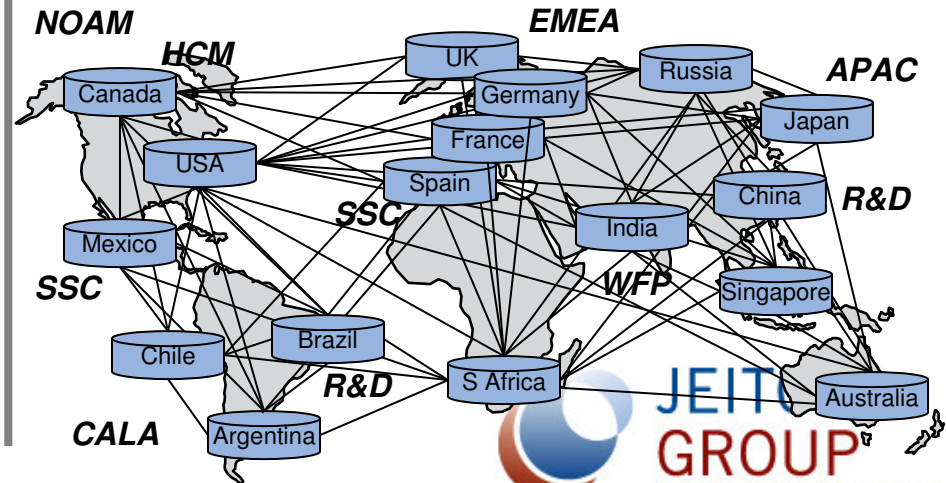 NOAM
EMEA
HCM
UK
Russia
APAC
Canada
Germany
Japan
France
USA
Spain
China
R&D
SSC
India
Mexico
SSC
WFP
Singapore
Brazil
Chile
R&D
S Africa
JEITO
Australia
CALA
Argentina
GROUP